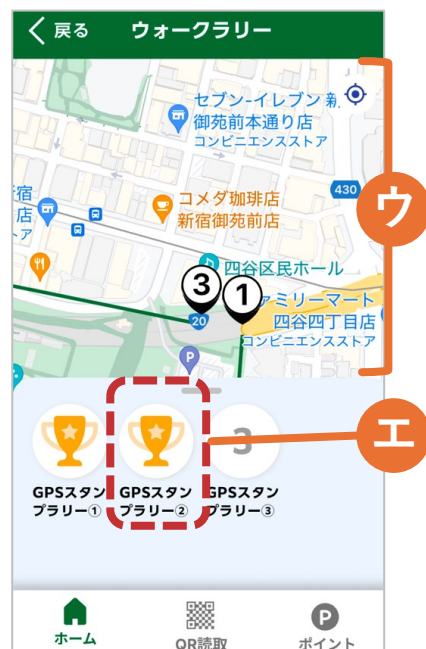 戻る ウォークラリー
セブン-イレブン 新
御苑前本通り店
コンビニエンスストア
430
ウ
宿
店
ア
コメダ珈琲店
新宿御苑前店
四谷区民ホール
3 1
ァミリーマート
20
四谷四丁目店
コンビニエンスストア
P
エ
3
GPSスタン GPSスタン GPSスタン
プラリー① プラリー② プラリー③
P
ホーム QR読取 ポイント